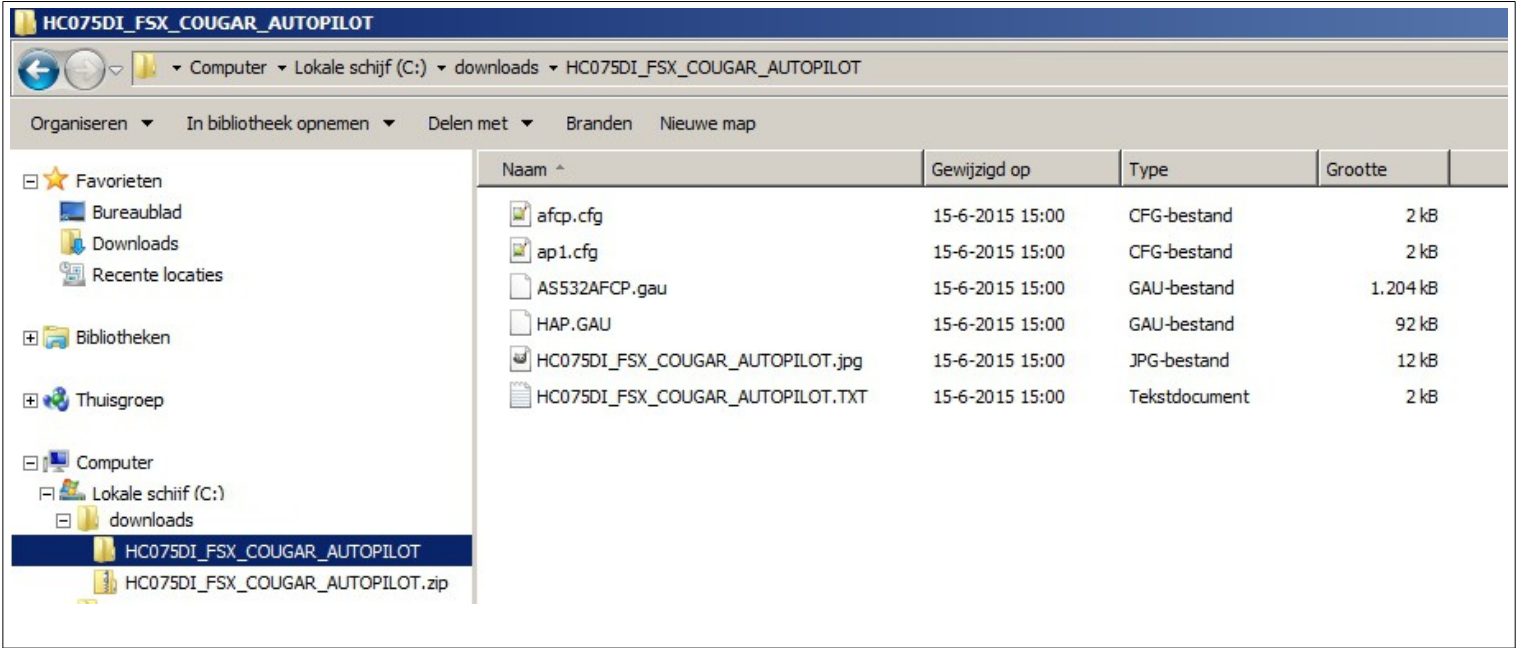 HC075DI_FSX_COUGAR_AUTOPILOT
Computer Lokale schijf (C:) downloads HC075DI_FSX_COUGAR_AUTOPILOT
Organiseren In bibliotheek opnemen Delen met Branden Nieuwe map
Favorieten
Bureaublad
Downloads
Recente locaties
Bibliotheken
Thuisgroep
Computer
Lokale schijf (C:)
downloads
HC075DI_FSX_COUGAR_AUTOPILOT
HC075DI_FSX_COUGAR_AUTOPILOT.zip
Naam Gewijzigd op Type Grootte
afcp.cfg 15-6-2015 15:00 CFG-bestand 2 kB
ap1.cfg 15-6-2015 15:00 CFG-bestand 2 kB
AS532AFCP.gau 15-6-2015 15:00 GAU-bestand 1.204 kB
HAP.GAU 15-6-2015 15:00 GAU-bestand 92 kB
HC075DI_FSX_COUGAR_AUTOPILOT.jpg 15-6-2015 15:00 JPG-bestand 12 kB
HC075DI_FSX_COUGAR_AUTOPILOT.TXT 15-6-2015 15:00 Tekstdocument 2 kB